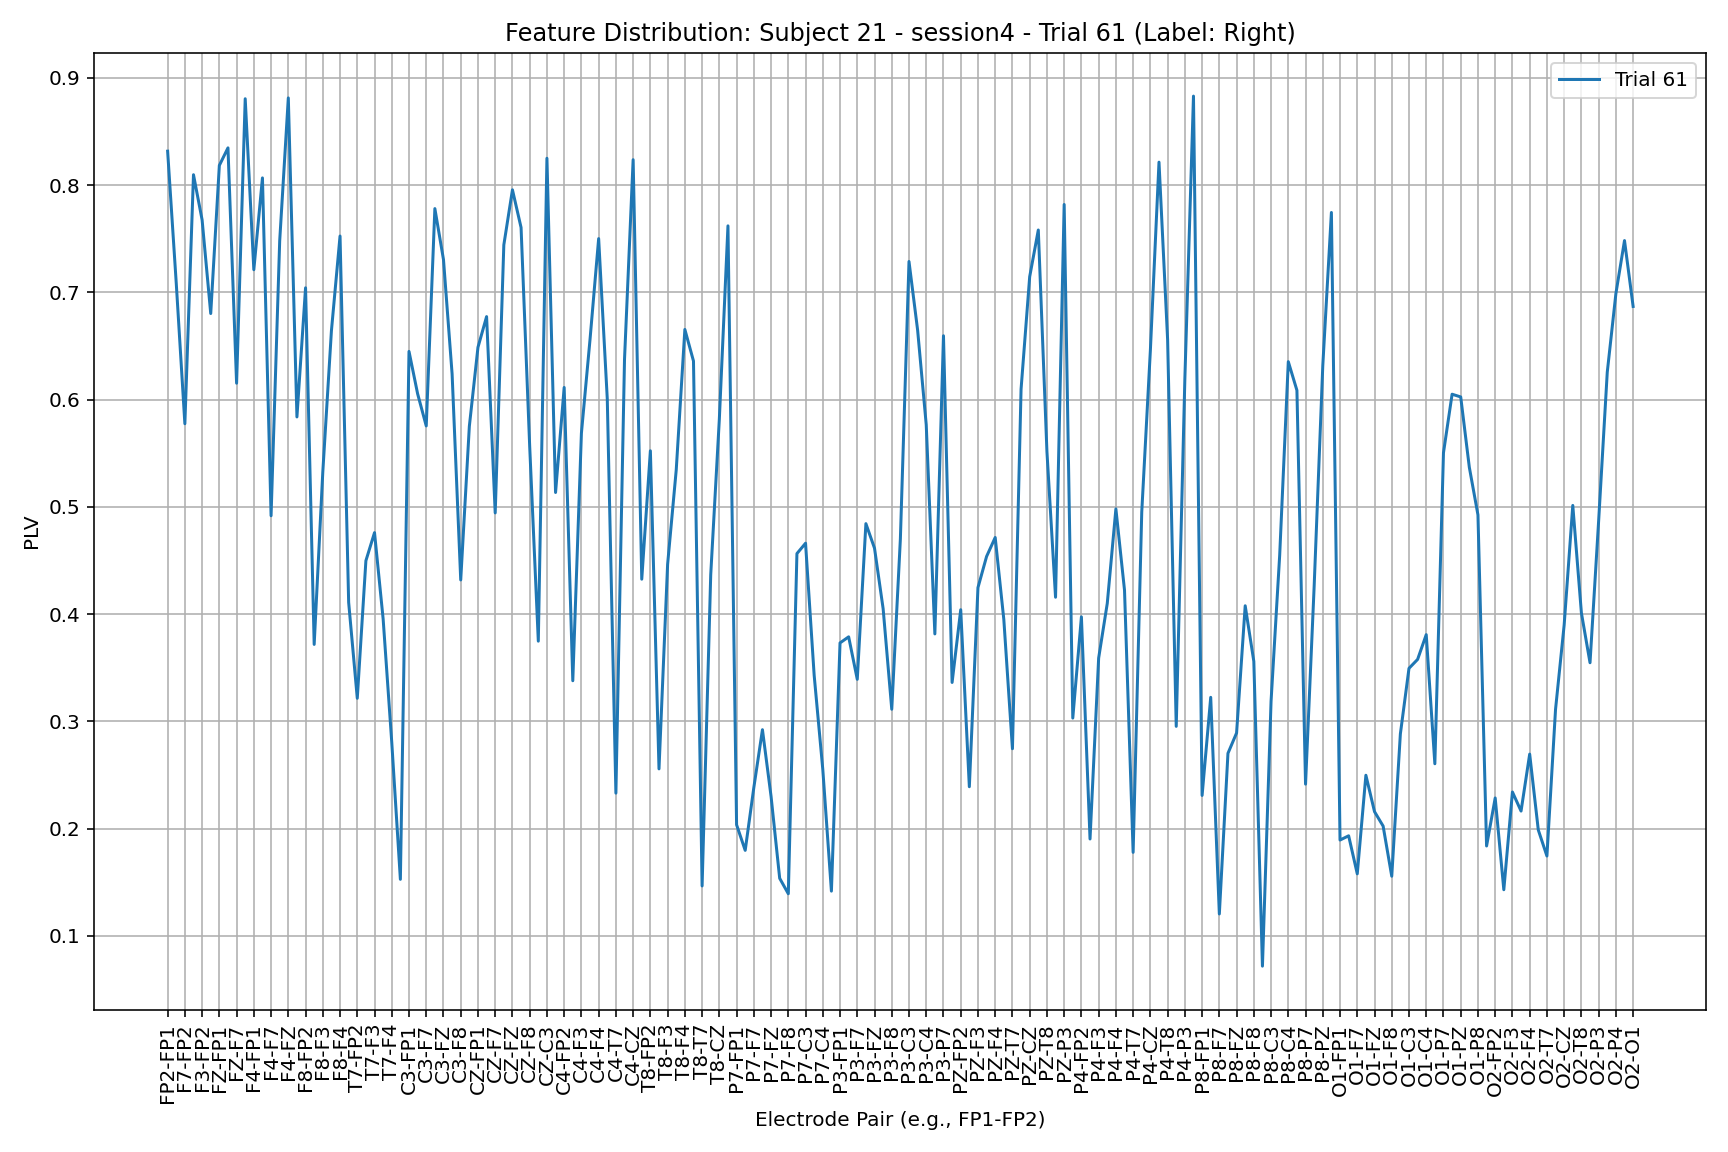 Feature Distribution: Subject 21 - session4 - Trial 61 (Label: Right)
Trial 61
PLV
0.9
0.8
0.7
0.6
0.5
0.4
0.3
0.2
0.1
FP2-FP1
F7-FP2
F3-FP2
FZ-FP1
FZ-F7
F4-FP1
F4-F7
F4-FZ
F8-FP2
F8-F3
F8-F4
T7-FP2
T7-F3
T7-F4
C3-FP1
C3-F7
C3-FZ
C3-F8
CZ-FP1
CZ-F7
CZ-FZ
CZ-F8
CZ-C3
C4-FP2
C4-F3
C4-F4
C4-T7
C4-CZ
T8-FP2
T8-F3
T8-F4
T8-T7
T8-CZ
P7-FP1
P7-F7
P7-FZ
P7-F8
P7-C3
P7-C4
P3-FP1
P3-F7
P3-FZ
P3-F8
P3-C3
P3-C4
P3-P7
PZ-FP2
PZ-F3
PZ-F4
PZ-T7
PZ-CZ
PZ-T8
PZ-P3
P4-FP2
P4-F3
P4-F4
P4-T7
P4-CZ
P4-T8
P4-P3
P8-FP1
P8-F7
P8-FZ
P8-F8
P8-C3
P8-C4
P8-P7
P8-PZ
O1-FP1
O1-F7
O1-FZ
O1-F8
O1-C3
O1-C4
O1-P7
O1-PZ
O1-P8
O2-FP2
O2-F3
O2-F4
O2-T7
O2-CZ
O2-T8
O2-P3
O2-P4
O2-O1
Electrode Pair (e.g., FP1-FP2)